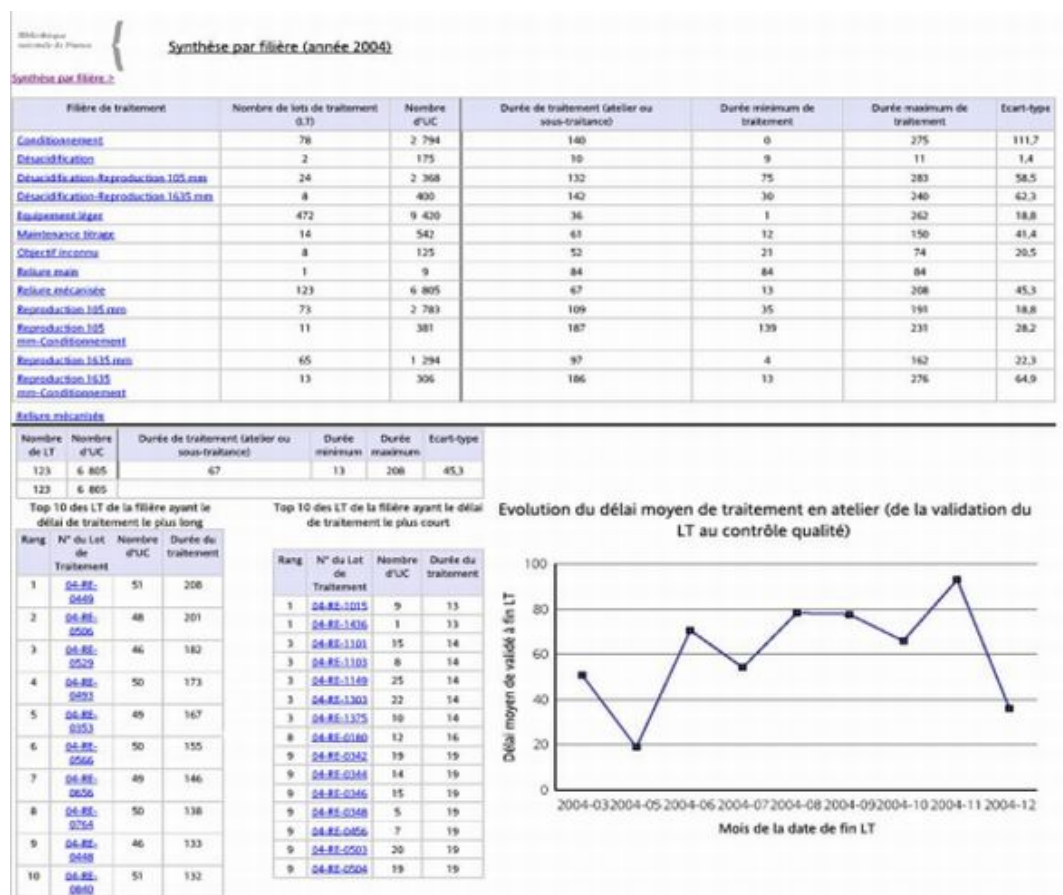 Bibliothèque
nationale de France
Synthèse par filière (année 2004)
Synthèse par filière >
Filière de traitement Nombre de lots de traitement (LT) Nombre d'UC Durée de traitement (atelier ou sous-traitance) Durée minimum de traitement Durée maximum de traitement Ecart-type
Conditionnement 78 2 794 140 0 275 111,7
Désacidification 2 175 10 9 11 1,4
Désacidification-Reproduction 105 mm 24 2 368 132 75 283 58,5
Désacidification-Reproduction 1635 mm 8 400 142 30 240 62,3
Equipement léger 472 9 420 36 1 262 18,8
Maintenance titrage 14 542 61 12 150 41,4
Objectif inconnu 8 125 52 21 74 20,5
Reliure main 1 9 84 84 84
Reliure mécanisée 123 6 805 67 13 208 45,3
Reproduction 105 mm 73 2 783 109 35 191 18,8
Reproduction 105 mm-Conditionnement 11 381 187 139 231 28,2
Reproduction 1635 mm 65 1 294 97 4 162 22,3
Reproduction 1635 mm-Conditionnement 13 306 186 13 276 64,9
Reliure mécanisée
Nombre de LT Nombre d'UC Durée de traitement (atelier ou sous-traitance) Durée minimum Durée maximum Ecart-type
123 6 805 67 13 208 45,3
123 6 805
Top 10 des LT de la filière ayant le
délai de traitement le plus long
Rang N° du Lot de Traitement Nombre d'UC Durée du traitement
1 04-RE-0449 51 208
2 04-RE-0506 48 201
3 04-RE-0529 46 182
4 04-RE-0493 50 173
5 04-RE-0353 49 167
6 04-RE-0566 50 155
7 04-RE-0656 49 146
8 04-RE-0764 50 138
9 04-RE-0448 46 133
10 04-RE-0840 51 132
Top 10 des LT de la filière ayant le délai
de traitement le plus court
Rang N° du Lot de Traitement Nombre d'UC Durée du traitement
1 04-RE-1015 9 13
1 04-RE-1436 1 13
3 04-RE-1101 15 14
3 04-RE-1103 8 14
3 04-RE-1149 25 14
3 04-RE-1303 22 14
3 04-RE-1375 10 14
8 04-RE-0180 12 16
9 04-RE-0342 19 19
9 04-RE-0344 14 19
9 04-RE-0346 15 19
9 04-RE-0348 5 19
9 04-RE-0456 7 19
9 04-RE-0503 20 19
9 04-RE-0504 19 19
Evolution du délai moyen de traitement en atelier (de la validation du
LT au contrôle qualité)
Délai moyen de validé à fin LT
100
80
60
40
20
0
2004-03 2004-05 2004-06 2004-07 2004-08 2004-09 2004-10 2004-11 2004-12
Mois de la date de fin LT